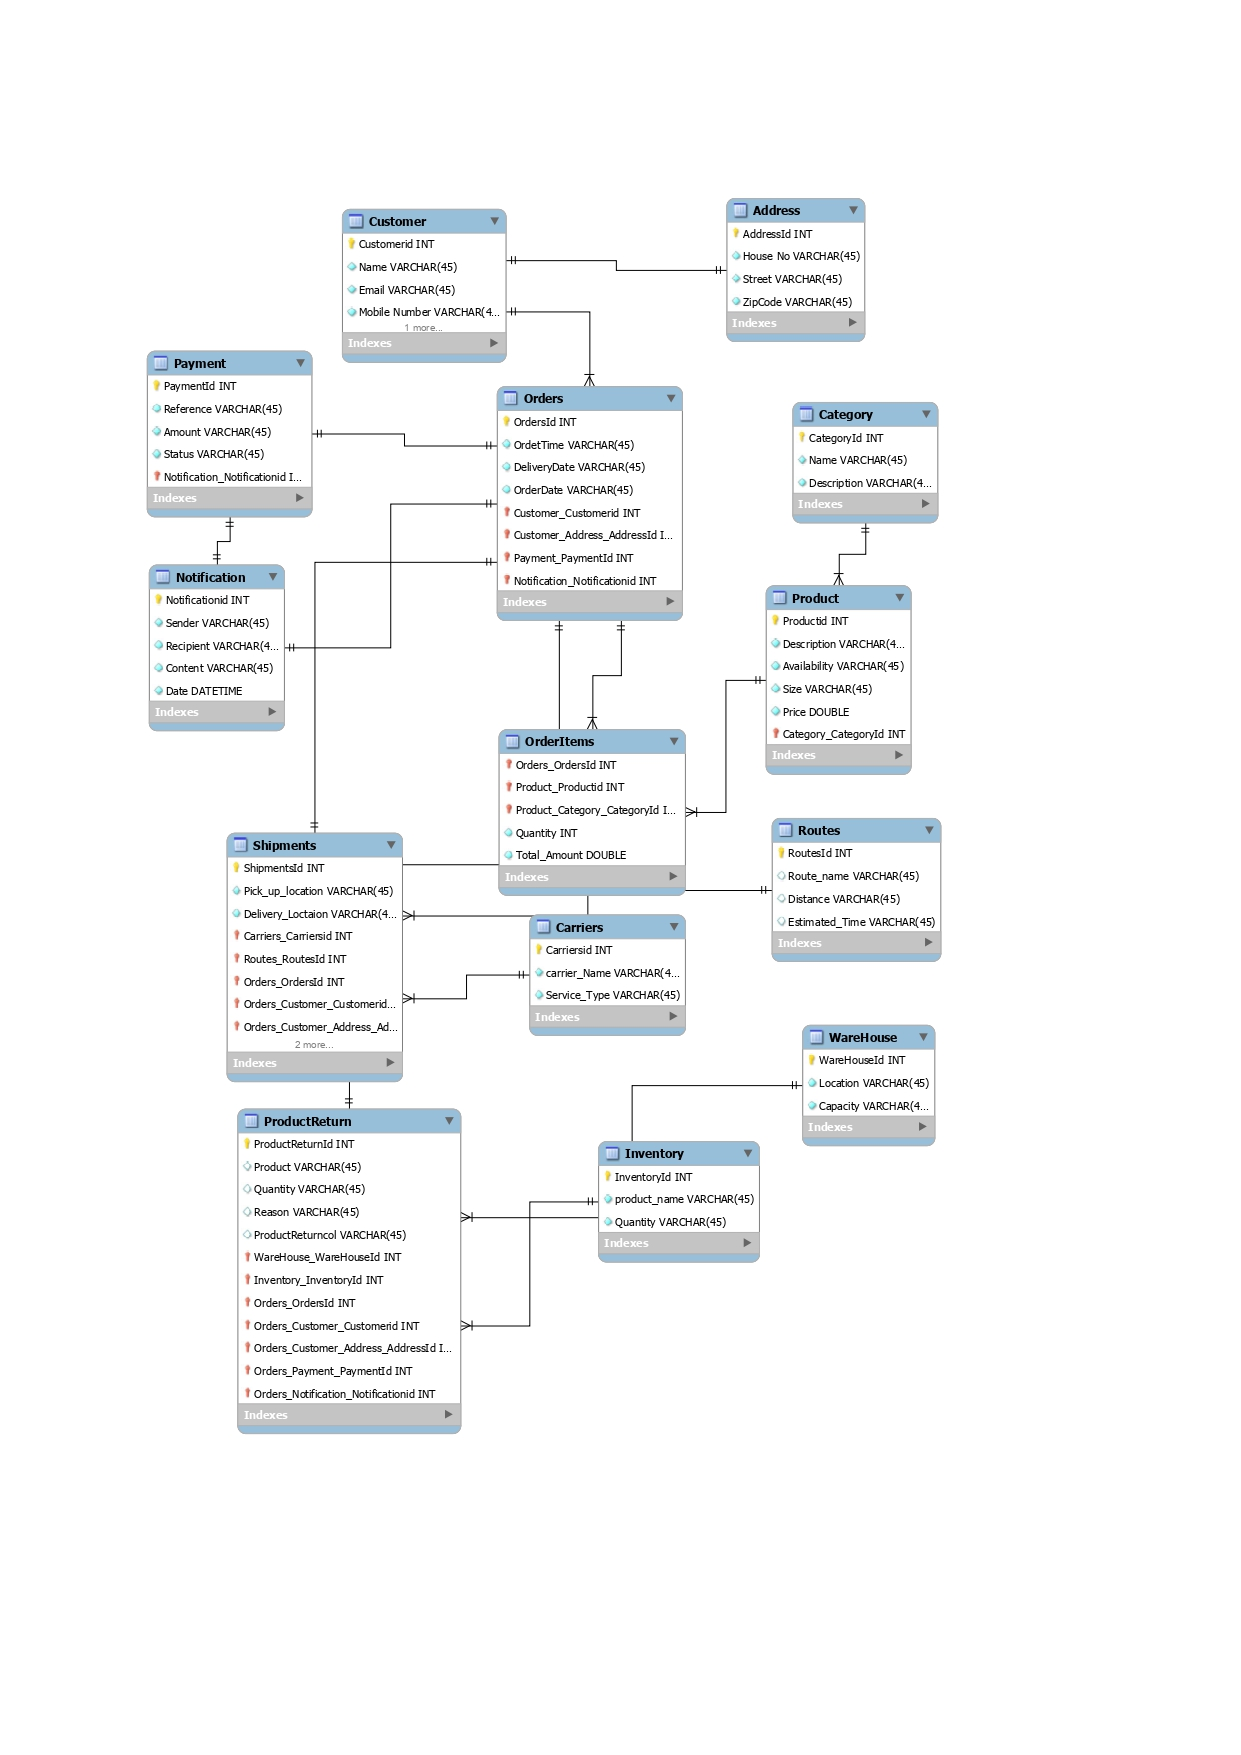 Customer
Customerid INT
Name VARCHAR(45)
Email VARCHAR(45)
Mobile Number VARCHAR(4...
1 more...
Indexes
Address
AddressId INT
House No VARCHAR(45)
Street VARCHAR(45)
ZipCode VARCHAR(45)
Indexes
Payment
PaymentId INT
Reference VARCHAR(45)
Amount VARCHAR(45)
Status VARCHAR(45)
Notification_Notificationid I...
Indexes
Orders
OrdersId INT
OrdetTime VARCHAR(45)
DeliveryDate VARCHAR(45)
OrderDate VARCHAR(45)
Customer_Customerid INT
Customer_Address_AddressId I...
Payment_PaymentId INT
Notification_Notificationid INT
Indexes
Category
CategoryId INT
Name VARCHAR(45)
Description VARCHAR(4...
Indexes
Notification
Notificationid INT
Sender VARCHAR(45)
Recipient VARCHAR(4...
Content VARCHAR(45)
Date DATETIME
Indexes
Product
Productid INT
Description VARCHAR(4...
Availability VARCHAR(45)
Size VARCHAR(45)
Price DOUBLE
Category_CategoryId INT
Indexes
OrderItems
Orders_OrdersId INT
Product_Productid INT
Product_Category_CategoryId I...
Quantity INT
Total_Amount DOUBLE
Indexes
Routes
RoutesId INT
Route_name VARCHAR(45)
Distance VARCHAR(45)
Estimated_Time VARCHAR(45)
Indexes
Shipments
ShipmentsId INT
Pick_up_location VARCHAR(45)
Delivery_Loctaion VARCHAR(4...
Carriers_Carriersid INT
Routes_RoutesId INT
Orders_OrdersId INT
Orders_Customer_Customerid...
Orders_Customer_Address_Ad...
2 more...
Indexes
Carriers
Carriersid INT
carrier_Name VARCHAR(4...
Service_Type VARCHAR(45)
Indexes
WareHouse
WareHouseId INT
Location VARCHAR(45)
Capacity VARCHAR(4...
Indexes
ProductReturn
ProductReturnId INT
Product VARCHAR(45)
Quantity VARCHAR(45)
Reason VARCHAR(45)
ProductReturncol VARCHAR(45)
WareHouse_WareHouseId INT
Inventory_InventoryId INT
Orders_OrdersId INT
Orders_Customer_Customerid INT
Orders_Customer_Address_AddressId I...
Orders_Payment_PaymentId INT
Orders_Notification_Notificationid INT
Indexes
Inventory
InventoryId INT
product_name VARCHAR(45)
Quantity VARCHAR(45)
Indexes